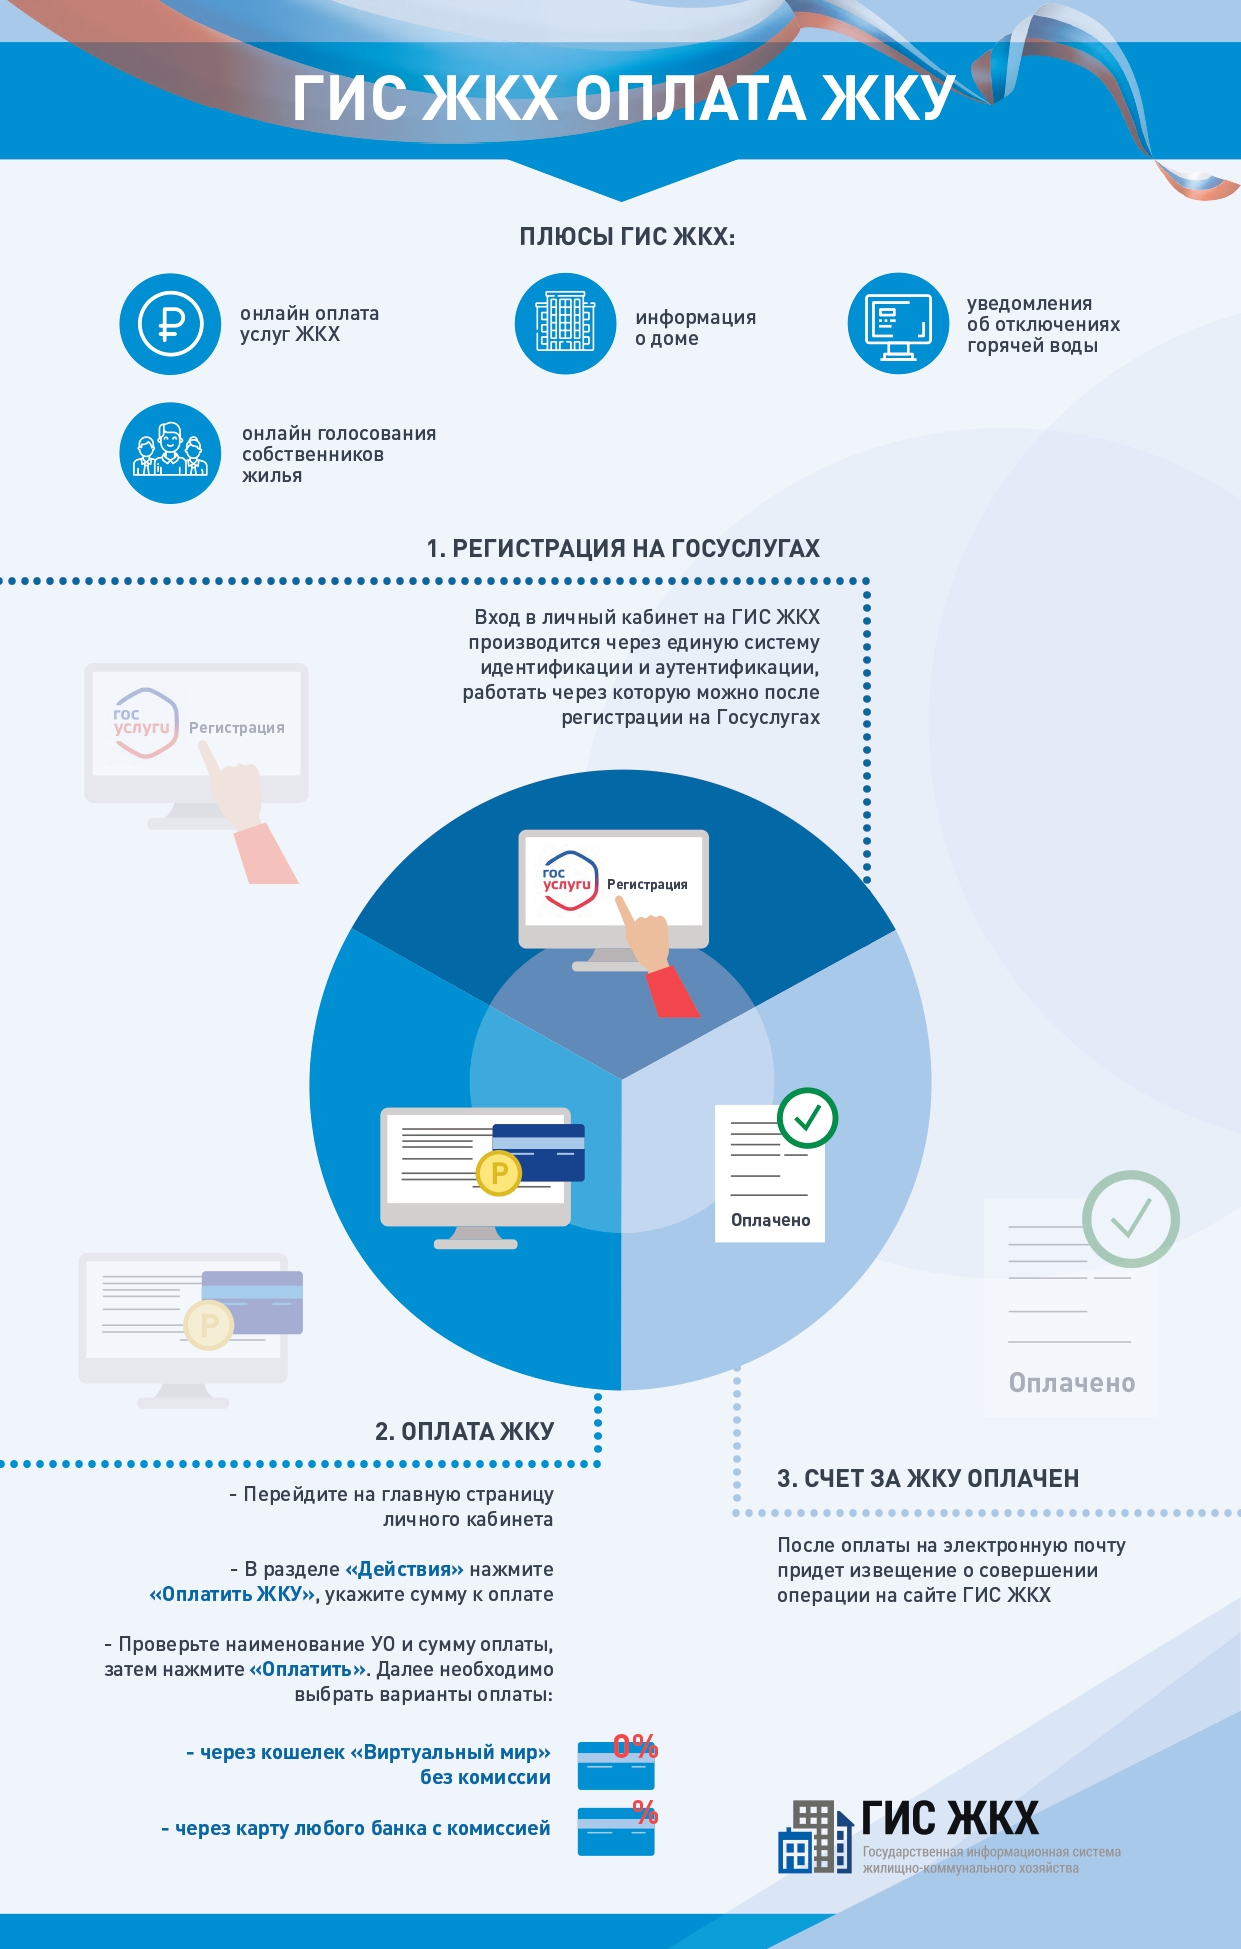 ГИС ЖКХ ОПЛАТА ЖКУ
ПЛЮСЫ ГИС ЖКХ:
онлайн оплата
услуг ЖКХ
информация
о доме
уведомления
об отключениях
горячей воды
онлайн голосования
собственников
жилья
1. РЕГИСТРАЦИЯ НА ГОСУСЛУГАХ
Вход в личный кабинет на ГИС ЖКХ
производится через единую систему
идентификации и аутентификации,
работать через которую можно после
регистрации на Госуслугах
гос
услуги
Регистрация
гос
услуги
Регистрация
Р
Оплачено
Р
Оплачено
2. ОПЛАТА ЖКУ
- Перейдите на главную страницу
личного кабинета
- В разделе «Действия» нажмите
«Оплатить ЖКУ», укажите сумму к оплате
- Проверьте наименование УО и сумму оплаты,
затем нажмите «Оплатить». Далее необходимо
выбрать варианты оплаты:
- через кошелек «Виртуальный мир»
без комиссии
0%
- через карту любого банка с комиссией
%
3. СЧЕТ ЗА ЖКУ ОПЛАЧЕН
После оплаты на электронную почту
придет извещение о совершении
операции на сайте ГИС ЖКХ
ГИС ЖКХ
Государственная информационная система
жилищно-коммунального хозяйства